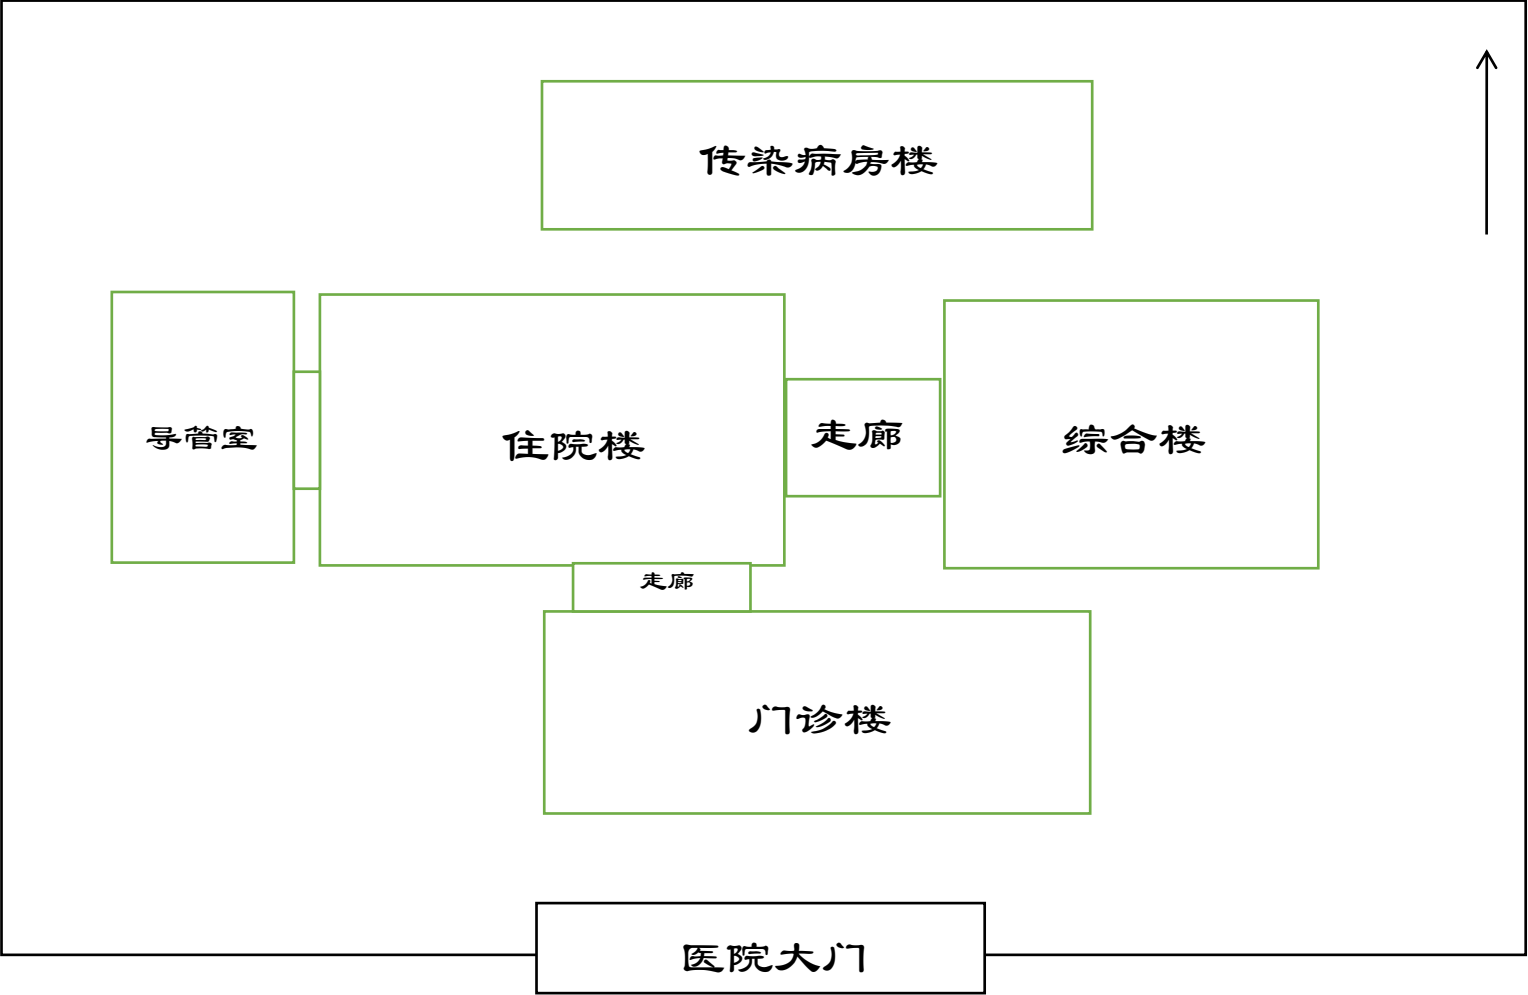 传染病房楼
导管室
住院楼
走廊
综合楼
走廊
门诊楼
医院大门